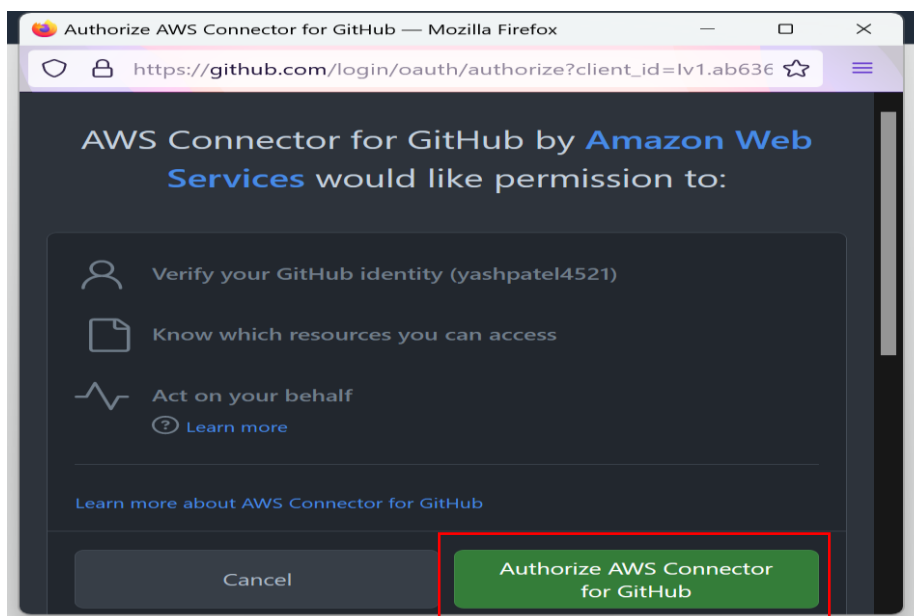 Authorize AWS Connector for GitHub — Mozilla Firefox
https://github.com/login/oauth/authorize?client_id=Iv1.ab636
AWS Connector for GitHub by Amazon Web
Services would like permission to:
Verify your GitHub identity (yashpatel4521)
Know which resources you can access
Act on your behalf
? Learn more
Learn more about AWS Connector for GitHub
Cancel
Authorize AWS Connector
for GitHub